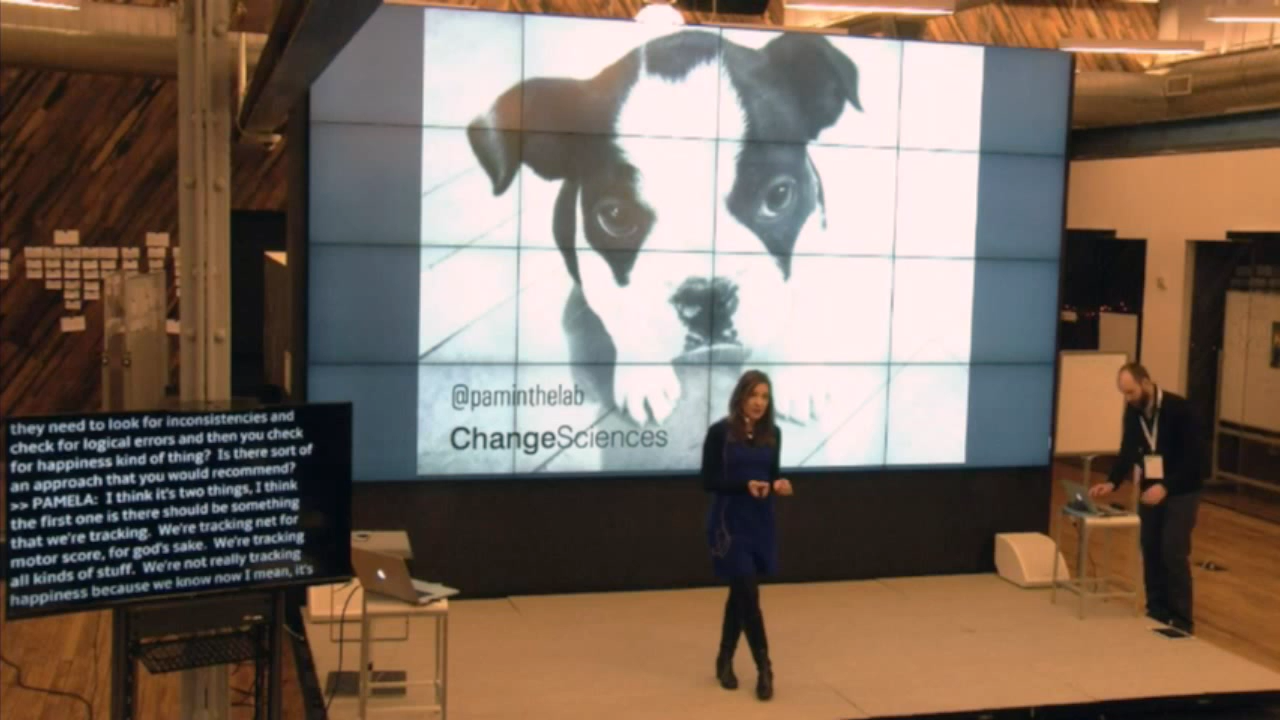 @paminthelab
ChangeSciences
they need to look for inconsistencies and
check for logical errors and then you check
for happiness kind of thing?  Is there sort of
an approach that you would recommend?
>> PAMELA:  I think it's two things, I think
the first one is there should be something
that we're tracking.  We're tracking net for
motor score, for god's sake.  We're tracking
all kinds of stuff.  We're not really tracking
happiness because we know now I mean, it's